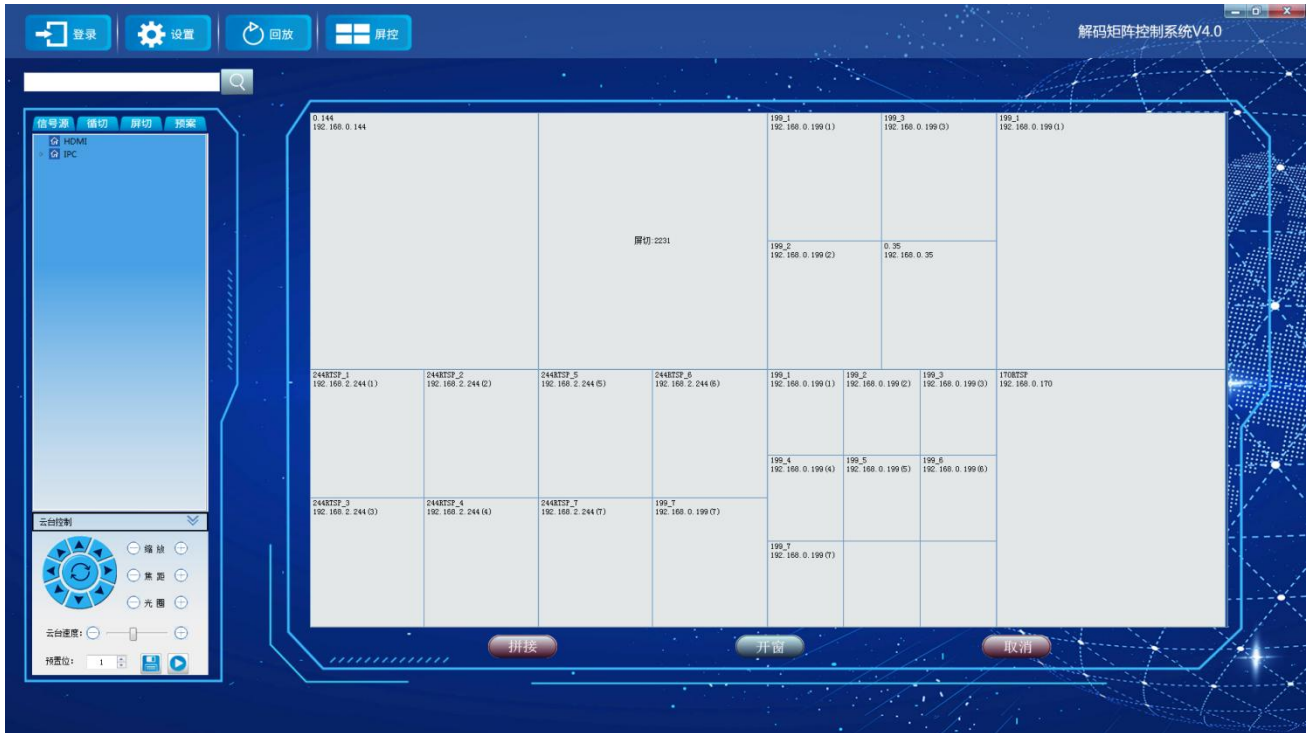 登录
设置
回放
屏控
解码矩阵控制系统V4.0
信号源
循切
屏切
预案
HDMI
IPC
0.144
192.168.0.144
屏切:2231
199_1
192.168.0.199(1)
199_3
192.168.0.199(3)
199_1
192.168.0.199(1)
199_2
192.168.0.199(2)
0.35
192.168.0.35
244RTSP_1
192.168.2.244(1)
244RTSP_2
192.168.2.244(2)
244RTSP_5
192.168.2.244(5)
244RTSP_6
192.168.2.244(6)
199_1
192.168.0.199(1)
199_2
192.168.0.199(2)
199_3
192.168.0.199(3)
170RTSP
192.168.0.170
199_4
192.168.0.199(4)
199_5
192.168.0.199(5)
199_6
192.168.0.199(6)
244RTSP_3
192.168.2.244(3)
244RTSP_4
192.168.2.244(4)
244RTSP_7
192.168.2.244(7)
199_7
192.168.0.199(7)
199_7
192.168.0.199(7)
云台控制
缩放
焦距
光圈
云台速度:
预置位: 1
拼接
开窗
取消